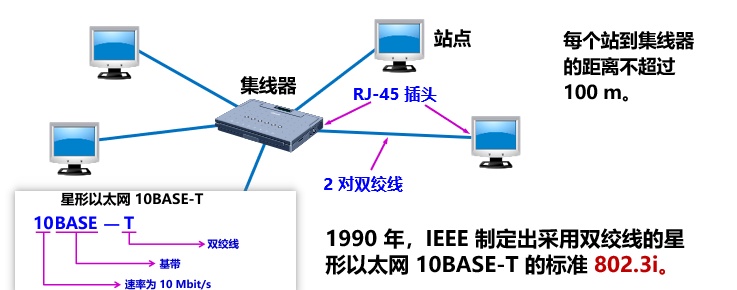 站点
集线器
RJ-45 插头
每个站到集线器
的距离不超过
100 m。
2 对双绞线
星形以太网 10BASE-T
10BASE — T
双绞线
基带
速率为 10 Mbit/s
1990 年，IEEE 制定出采用双绞线的星
形以太网 10BASE-T 的标准 802.3i。